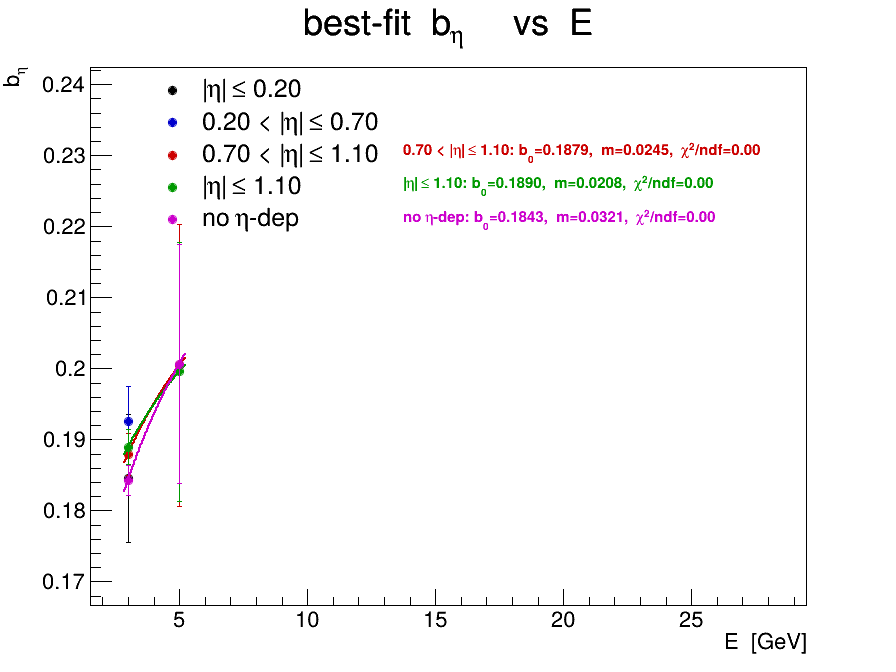 best-fit b_η vs E
b_η
|η| ≤ 0.20
0.20 < |η| ≤ 0.70
0.70 < |η| ≤ 1.10
|η| ≤ 1.10
no η-dep
0.70 < |η| ≤ 1.10: b_0=0.1879, m=0.0245, χ²/ndf=0.00
|η| ≤ 1.10: b_0=0.1890, m=0.0208, χ²/ndf=0.00
no η-dep: b_0=0.1843, m=0.0321, χ²/ndf=0.00
0.24
0.23
0.22
0.21
0.2
0.19
0.18
0.17
5 10 15 20 25
E [GeV]